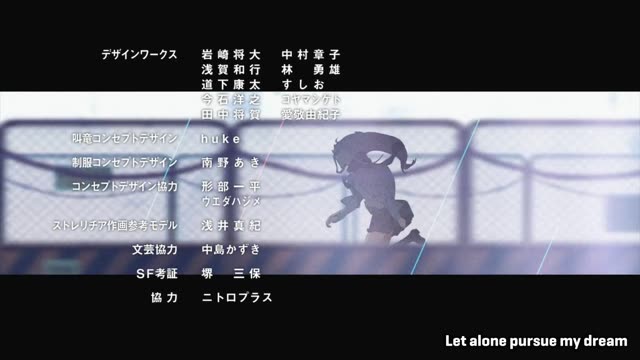 デザインワークス 岩崎将大 中村章子
浅賀和行 林 勇雄
道下康太 すしお
今石洋之 コヤマシゲト
田中将賀 愛敬由紀子
叫竜コンセプトデザイン huke
制服コンセプトデザイン 南野あき
コンセプトデザイン協力 形部一平
ウエダハジメ
ストレリチア作画参考モデル 浅井真紀
文芸協力 中島かずき
SF考証 堺 三保
協力 ニトロプラス
Let alone pursue my dream